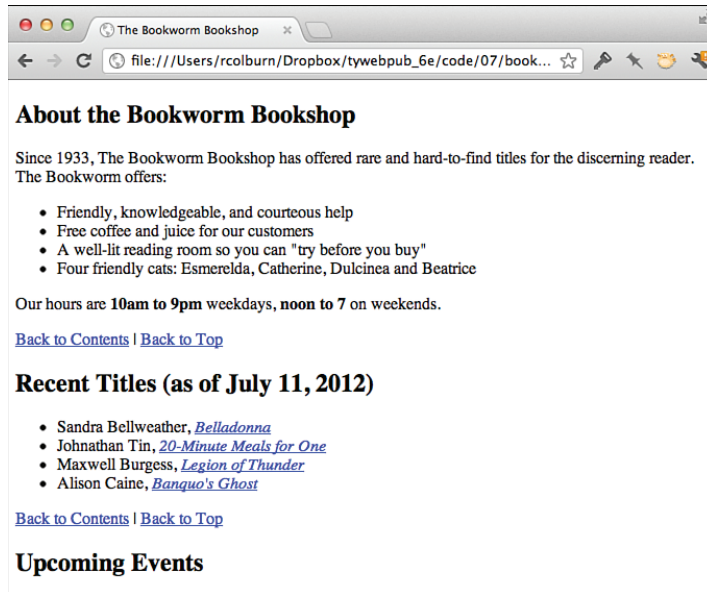 The Bookworm Bookshop
file:///Users/rcolburn/Dropbox/tywebpub_6e/code/07/book...
About the Bookworm Bookshop
Since 1933, The Bookworm Bookshop has offered rare and hard-to-find titles for the discerning reader.
The Bookworm offers:
• Friendly, knowledgeable, and courteous help
• Free coffee and juice for our customers
• A well-lit reading room so you can "try before you buy"
• Four friendly cats: Esmerelda, Catherine, Dulcinea and Beatrice
Our hours are 10am to 9pm weekdays, noon to 7 on weekends.
Back to Contents | Back to Top
Recent Titles (as of July 11, 2012)
• Sandra Bellweather, Belladonna
• Johnathan Tin, 20-Minute Meals for One
• Maxwell Burgess, Legion of Thunder
• Alison Caine, Banquo's Ghost
Back to Contents | Back to Top
Upcoming Events